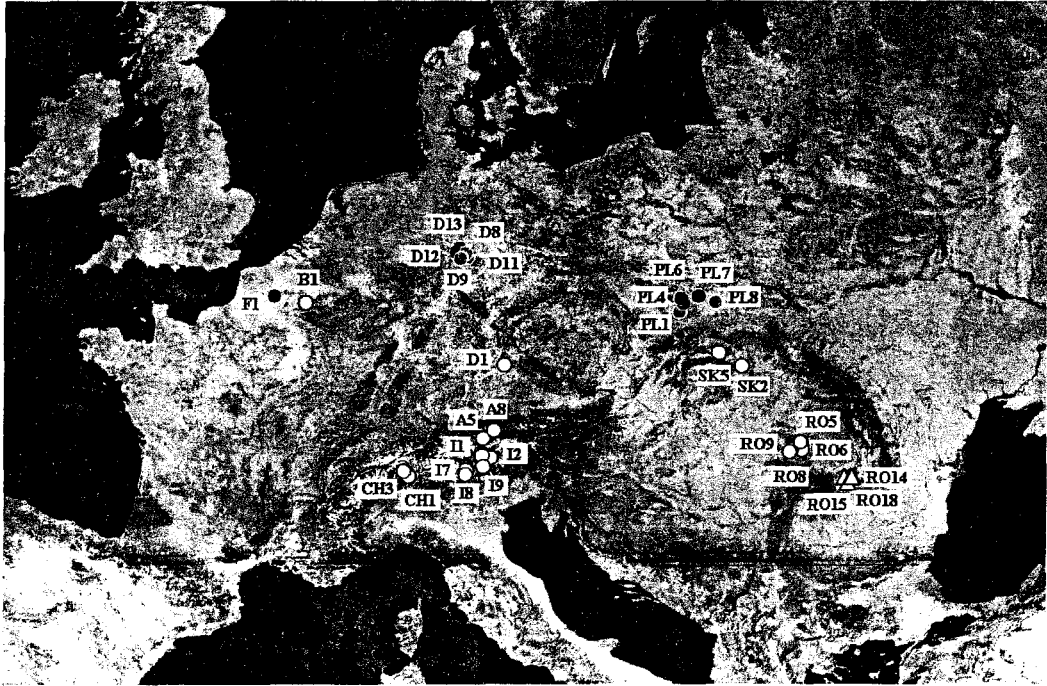 D13
D8
D12
D11
D9
PL6
PL7
B1
F1
PL4
PL8
PL1
D1
SK5
SK2
A8
A5
RO5
I1
I2
RO9
RO6
I7
CH3
CH1
I8
I9
RO8
RO14
RO15
RO18